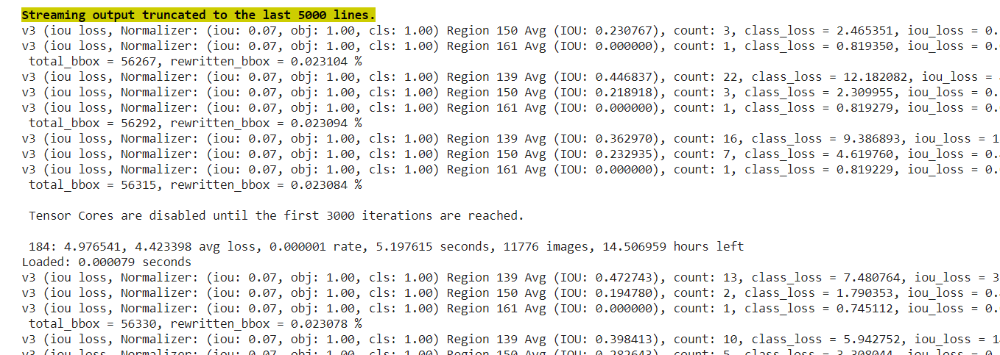 Streaming output truncated to the last 5000 lines.
v3 (iou loss, Normalizer: (iou: 0.07, obj: 1.00, cls: 1.00) Region 150 Avg (IOU: 0.230767), count: 3, class_loss = 2.465351, iou_loss = 0.
v3 (iou loss, Normalizer: (iou: 0.07, obj: 1.00, cls: 1.00) Region 161 Avg (IOU: 0.000000), count: 1, class_loss = 0.819350, iou_loss = 0.
total_bbox = 56267, rewritten_bbox = 0.023104 %
v3 (iou loss, Normalizer: (iou: 0.07, obj: 1.00, cls: 1.00) Region 139 Avg (IOU: 0.446837), count: 22, class_loss = 12.182082, iou_loss =
v3 (iou loss, Normalizer: (iou: 0.07, obj: 1.00, cls: 1.00) Region 150 Avg (IOU: 0.218918), count: 3, class_loss = 2.309955, iou_loss = 0.
v3 (iou loss, Normalizer: (iou: 0.07, obj: 1.00, cls: 1.00) Region 161 Avg (IOU: 0.000000), count: 1, class_loss = 0.819279, iou_loss = 0.
total_bbox = 56292, rewritten_bbox = 0.023094 %
v3 (iou loss, Normalizer: (iou: 0.07, obj: 1.00, cls: 1.00) Region 139 Avg (IOU: 0.362970), count: 16, class_loss = 9.386893, iou_loss = 1
v3 (iou loss, Normalizer: (iou: 0.07, obj: 1.00, cls: 1.00) Region 150 Avg (IOU: 0.232935), count: 7, class_loss = 4.619760, iou_loss = 0.
v3 (iou loss, Normalizer: (iou: 0.07, obj: 1.00, cls: 1.00) Region 161 Avg (IOU: 0.000000), count: 1, class_loss = 0.819229, iou_loss = 0.
total_bbox = 56315, rewritten_bbox = 0.023084 %
Tensor Cores are disabled until the first 3000 iterations are reached.
184: 4.976541, 4.423398 avg loss, 0.000001 rate, 5.197615 seconds, 11776 images, 14.506959 hours left
Loaded: 0.000079 seconds
v3 (iou loss, Normalizer: (iou: 0.07, obj: 1.00, cls: 1.00) Region 139 Avg (IOU: 0.472743), count: 13, class_loss = 7.480764, iou_loss = 3
v3 (iou loss, Normalizer: (iou: 0.07, obj: 1.00, cls: 1.00) Region 150 Avg (IOU: 0.194780), count: 2, class_loss = 1.790353, iou_loss = 0.
v3 (iou loss, Normalizer: (iou: 0.07, obj: 1.00, cls: 1.00) Region 161 Avg (IOU: 0.000000), count: 1, class_loss = 0.745112, iou_loss = 0.
total_bbox = 56330, rewritten_bbox = 0.023078 %
v3 (iou loss, Normalizer: (iou: 0.07, obj: 1.00, cls: 1.00) Region 139 Avg (IOU: 0.398413), count: 10, class_loss = 5.942752, iou_loss = 1
v3 (iou loss, Normalizer: (iou: 0.07, obj: 1.00, cls: 1.00) Region 150 Avg (IOU: 0.282643), count: 5, class_loss = 3.308044, iou_loss = 0.